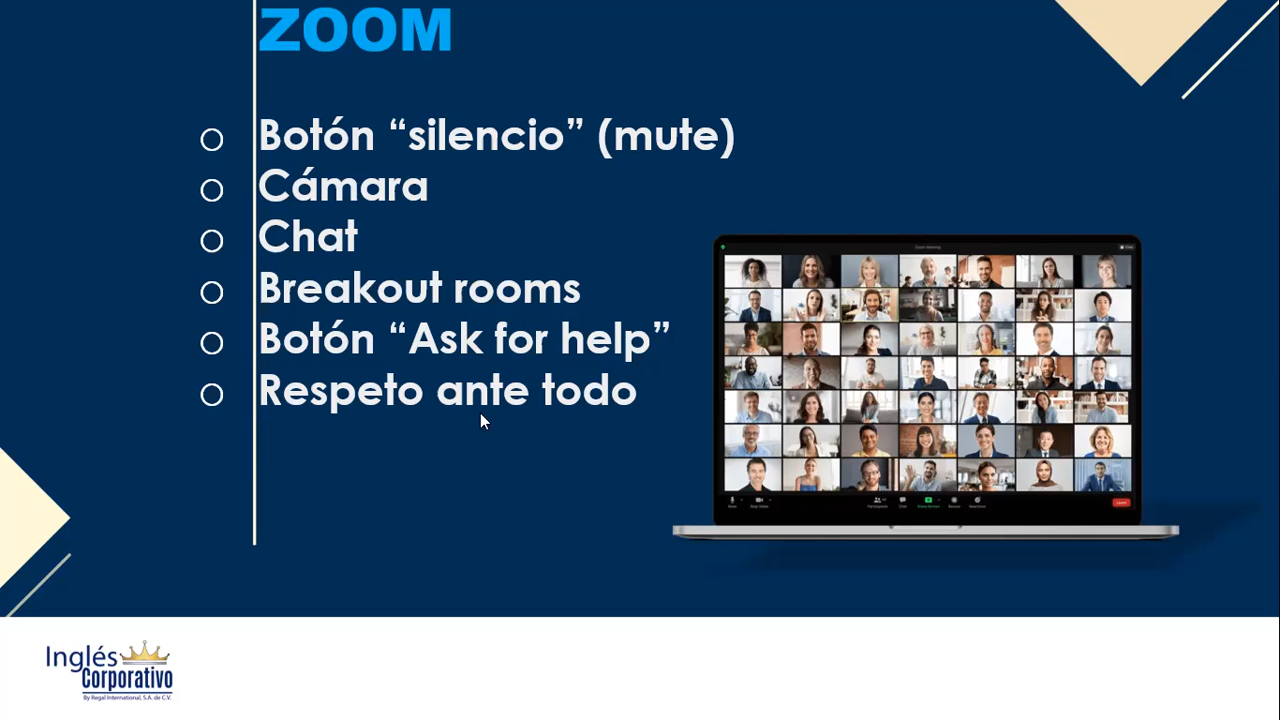 ZOOM
Botón “silencio” (mute)
Cámara
Chat
Breakout rooms
Botón “Ask for help”
Respeto ante todo
Inglés
Corporativo
By Regal International, S.A. de C.V.